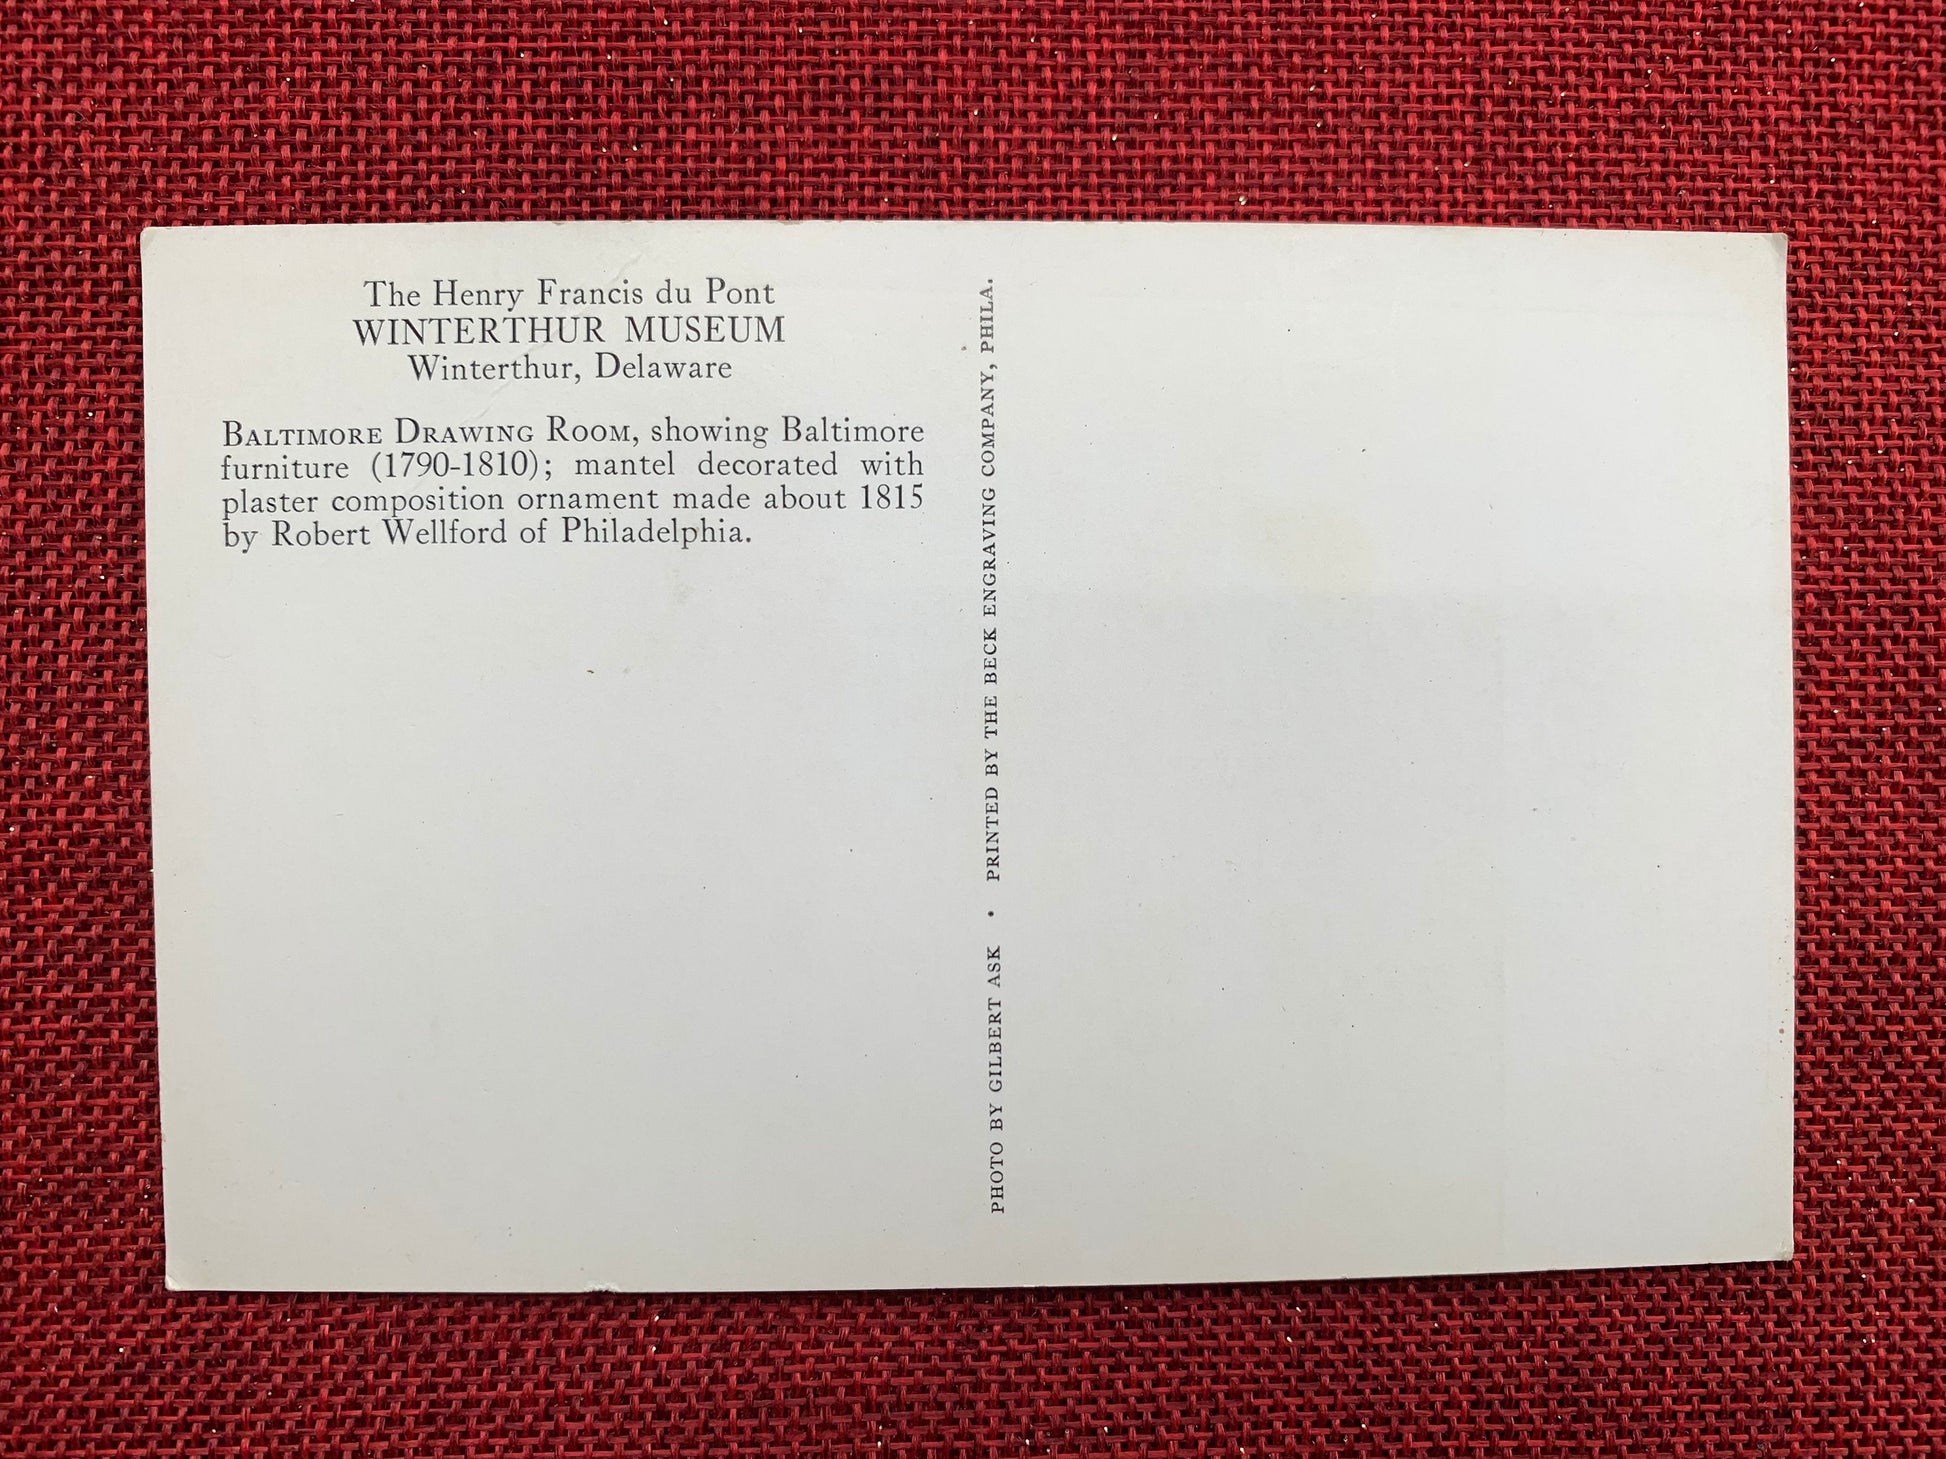 The Henry Francis du Pont
WINTERTHUR MUSEUM
Winterthur, Delaware
BALTIMORE DRAWING ROOM, showing Baltimore
furniture (1790-1810); mantel decorated with
plaster composition ornament made about 1815
by Robert Wellford of Philadelphia.
PHOTO BY GILBERT ASK • PRINTED BY THE BECK ENGRAVING COMPANY, PHILA.